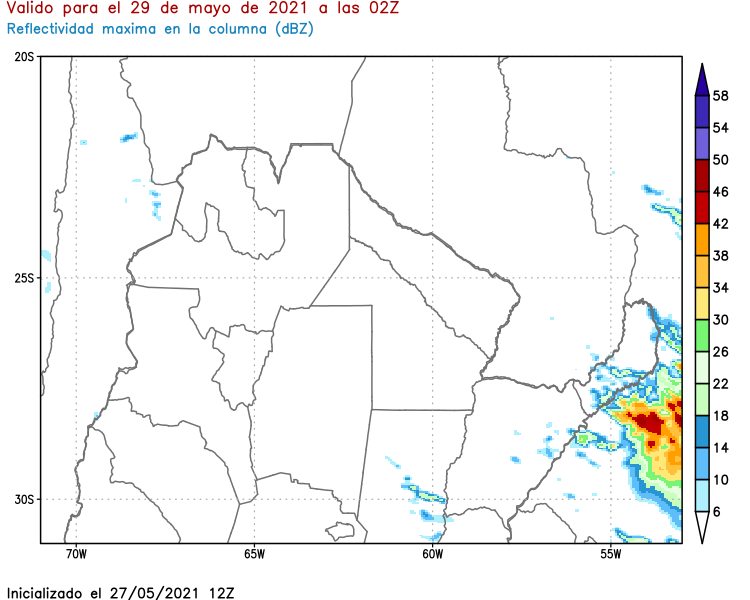 Valido para el 29 de mayo de 2021 a las 02Z
Reflectividad maxima en la columna (dBZ)
20S
25S
30S
70W
65W
60W
55W
58
54
50
46
42
38
34
30
26
22
18
14
10
6
Inicializado el 27/05/2021 12Z